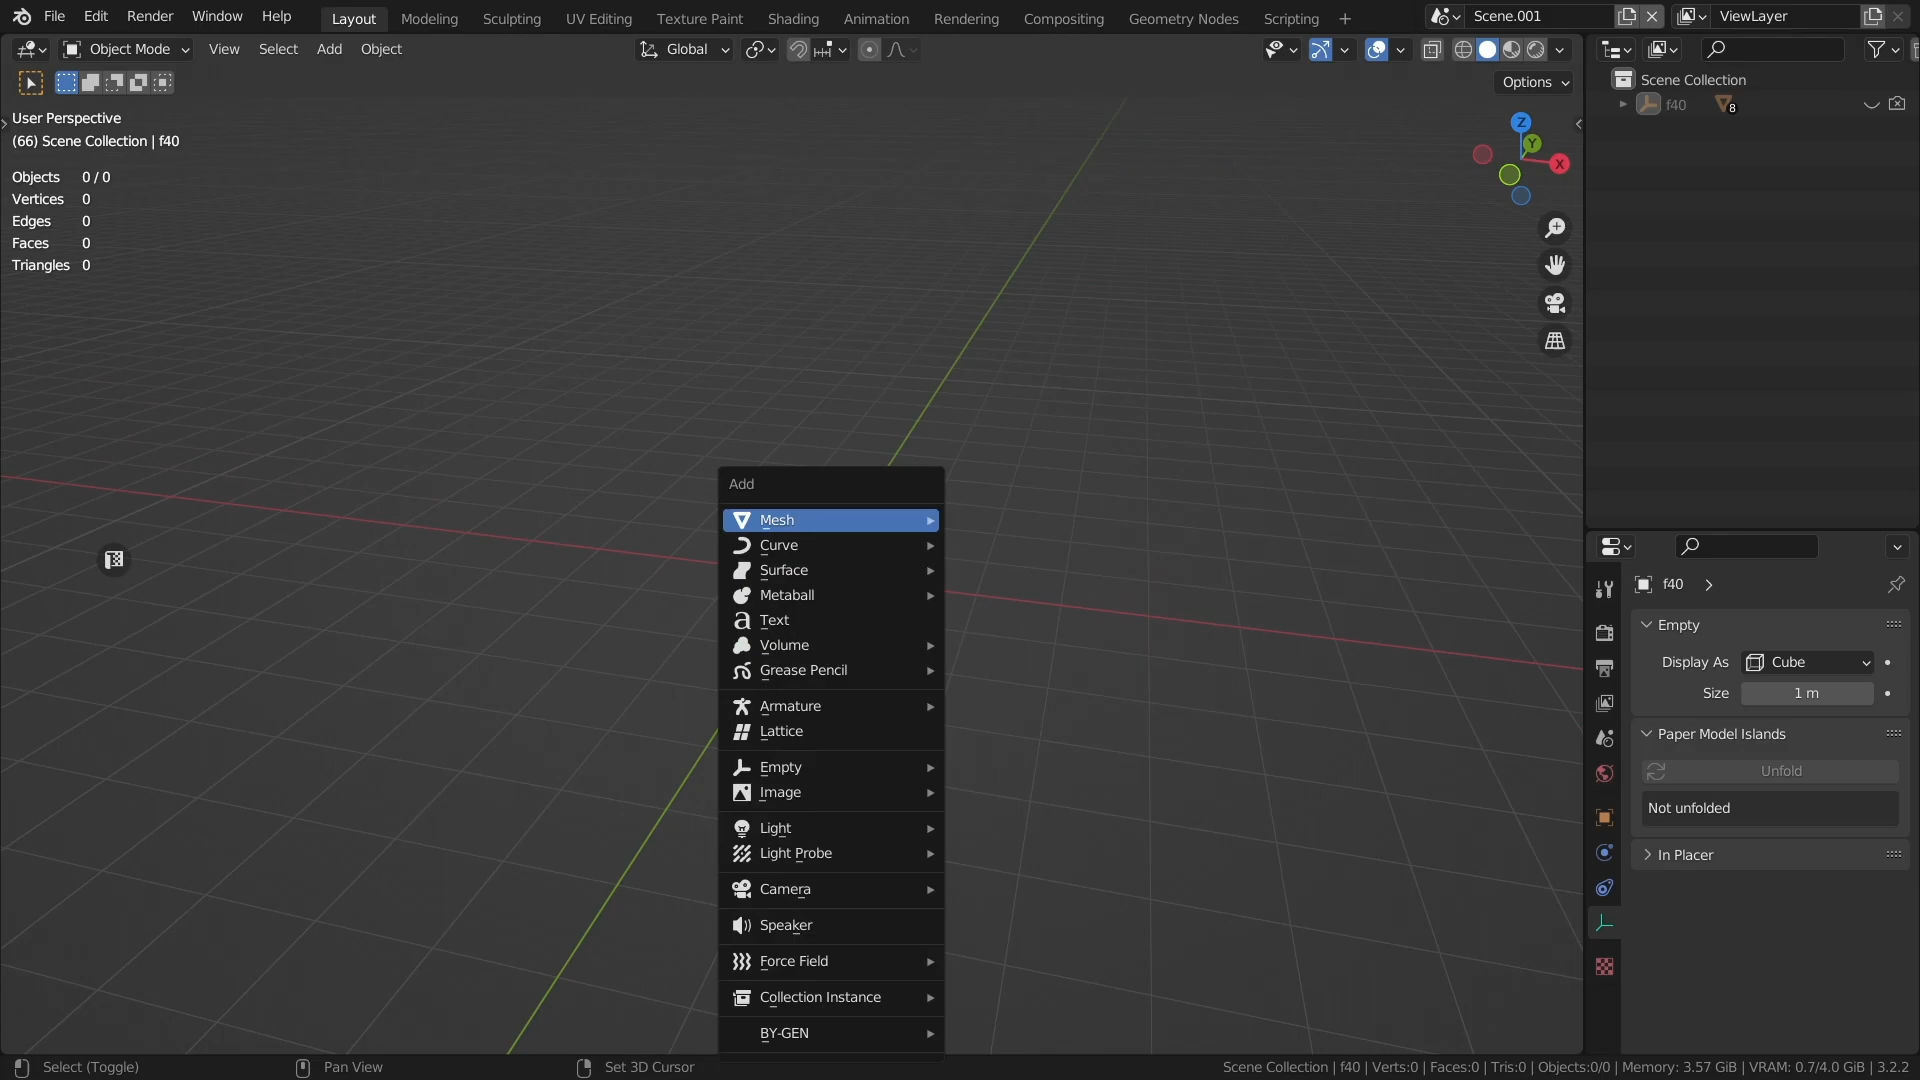 File Edit Render Window Help Layout Modeling Sculpting UV Editing Texture Paint Shading Animation Rendering Compositing Geometry Nodes Scripting + Scene.001 ViewLayer
Object Mode View Select Add Object Global
Options
User Perspective
(66) Scene Collection | f40
Objects 0 / 0
Vertices 0
Edges 0
Faces 0
Triangles 0
Z
Y
X
Scene Collection
f40 8
Add
Mesh
Curve
Surface
Metaball
Text
Volume
Grease Pencil
Armature
Lattice
Empty
Image
Light
Light Probe
Camera
Speaker
Force Field
Collection Instance
BY-GEN
f40
Empty
Display As Cube
Size 1 m
Paper Model Islands
Unfold
Not unfolded
In Placer
Select (Toggle) Pan View Set 3D Cursor Scene Collection | f40 | Verts:0 | Faces:0 | Tris:0 | Objects:0/0 | Memory: 3.57 GiB | VRAM: 0.7/4.0 GiB | 3.2.2